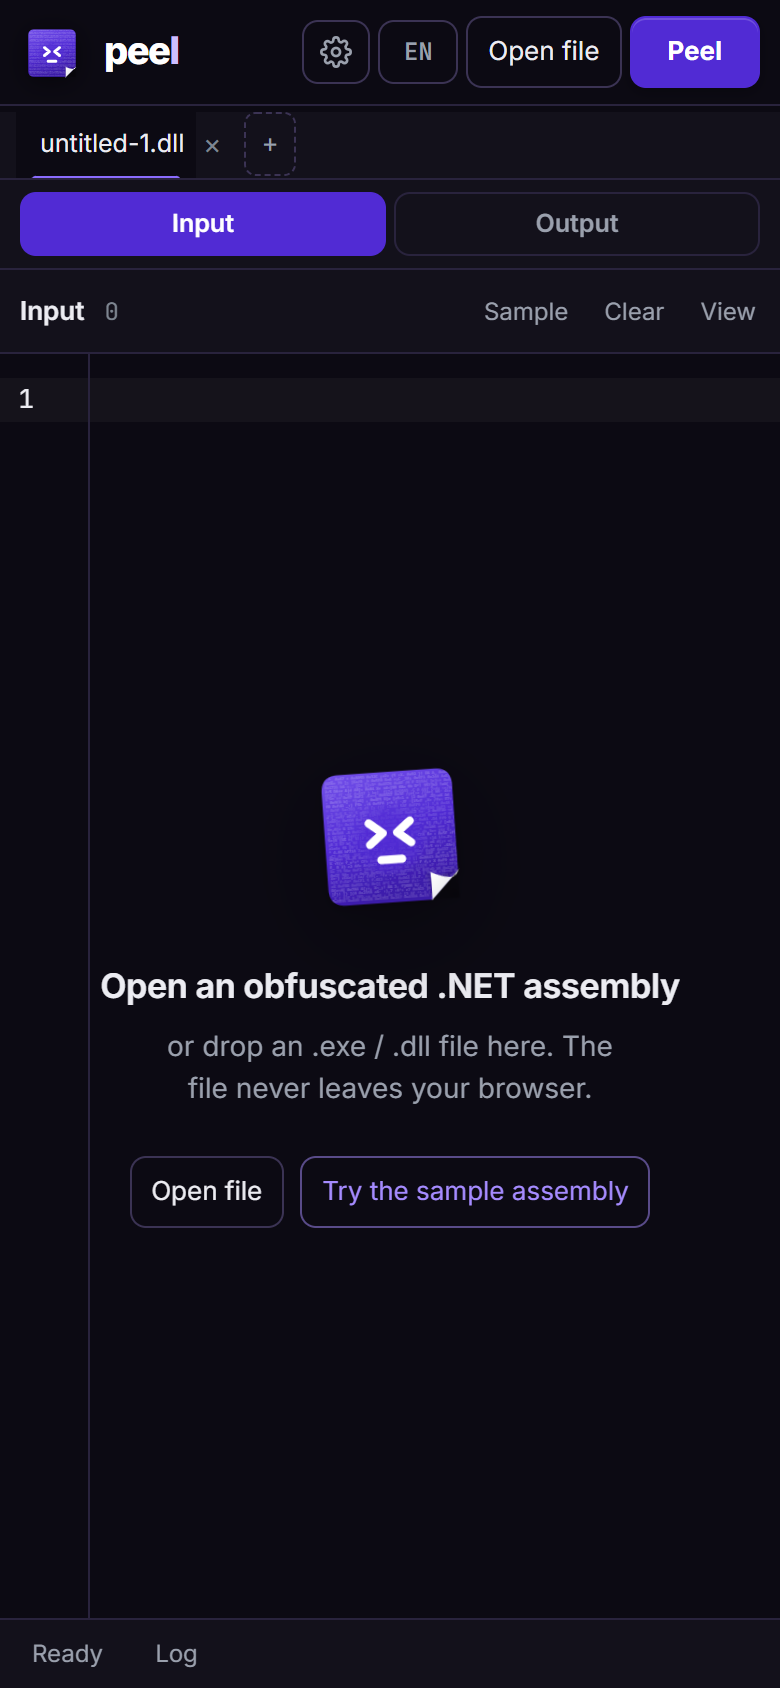 peel
EN
Open file
Peel
untitled-1.dll ×
+
Input
Output
Input 0
Sample
Clear
View
1
Open an obfuscated .NET assembly
or drop an .exe / .dll file here. The
file never leaves your browser.
Open file
Try the sample assembly
Ready
Log